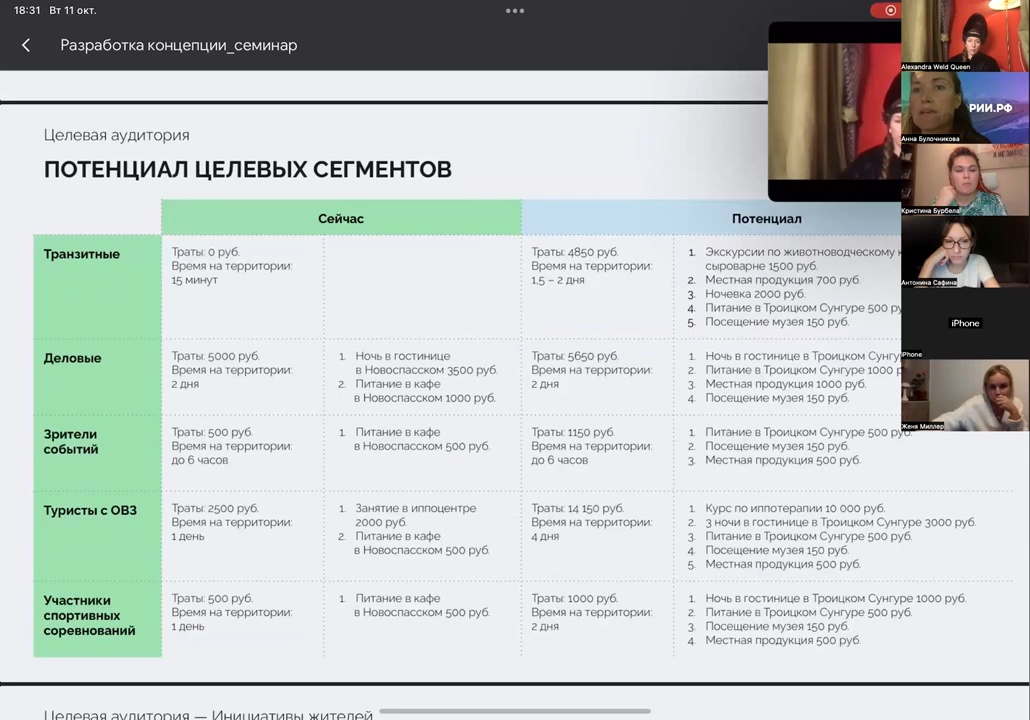 18:31 Вт 11 окт.
Разработка концепции_семинар
Целевая аудитория
ПОТЕНЦИАЛ ЦЕЛЕВЫХ СЕГМЕНТОВ
Сейчас
Потенциал
Транзитные
Траты: 0 руб.
Время на территории:
15 минут
Траты: 4850 руб.
Время на территории:
1,5 – 2 дня
1. Экскурсии по животноводческому
сыроварне 1500 руб.
2. Местная продукция 700 руб.
3. Ночевка 2000 руб.
4. Питание в Троицком Сунгуре 500 ру
5. Посещение музея 150 руб.
Деловые
Траты: 5000 руб.
Время на территории:
2 дня
1. Ночь в гостинице
в Новоспасском 3500 руб.
2. Питание в кафе
в Новоспасском 1000 руб.
Траты: 5650 руб.
Время на территории:
2 дня
1. Ночь в гостинице в Троицком Сунгу
2. Питание в Троицком Сунгуре 1000
3. Местная продукция 1000 руб.
4. Посещение музея 150 руб.
Зрители
событий
Траты: 500 руб.
Время на территории:
до 6 часов
1. Питание в кафе
в Новоспасском 500 руб.
Траты: 1150 руб.
Время на территории:
до 6 часов
1. Питание в Троицком Сунгуре 500 руб.
2. Посещение музея 150 руб.
3. Местная продукция 500 руб.
Туристы с ОВЗ
Траты: 2500 руб.
Время на территории:
1 день
1. Занятие в иппоцентре
2000 руб.
2. Питание в кафе
в Новоспасском 500 руб.
Траты: 14 150 руб.
Время на территории:
4 дня
1. Курс по иппотерапии 10 000 руб.
2. 3 ночи в гостинице в Троицком Сунгуре 3000 руб.
3. Питание в Троицком Сунгуре 500 руб.
4. Посещение музея 150 руб.
5. Местная продукция 500 руб.
Участники
спортивных
соревнований
Траты: 500 руб.
Время на территории:
1 день
1. Питание в кафе
в Новоспасском 500 руб.
Траты: 1000 руб.
Время на территории:
2 дня
1. Ночь в гостинице в Троицком Сунгуре 1000 руб.
2. Питание в Троицком Сунгуре 500 руб.
3. Посещение музея 150 руб.
4. Местная продукция 500 руб.
Целевая аудитория — Инициативы жителей
Alexandra Weld Queen
РИИ.РФ
Анна Булочникова
Кристина Бурбела
Антонина Сафина
iPhone
iPhone
Женя Миллер